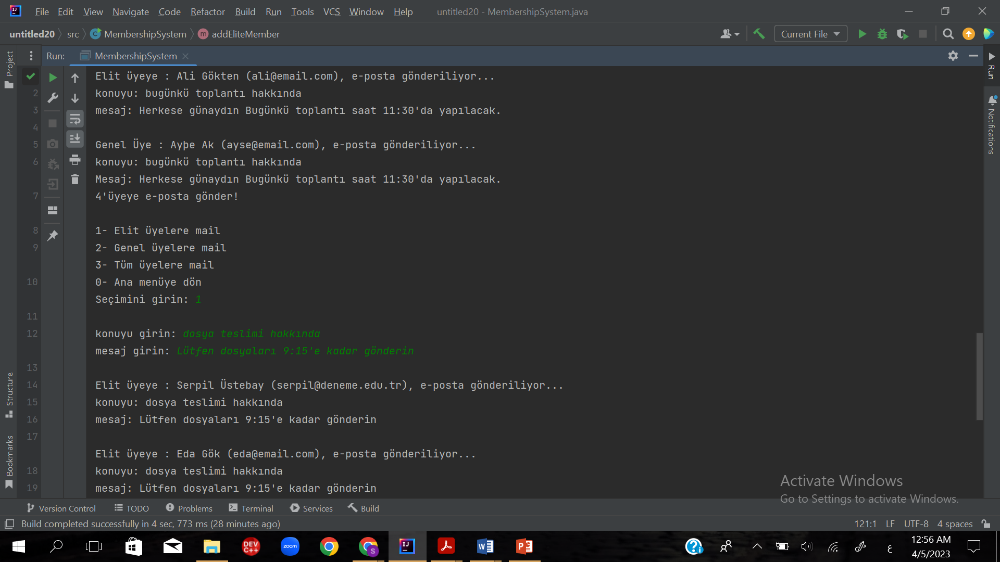 File Edit View Navigate Code Refactor Build Run Tools VCS Window Help untitled20 - MembershipSystem.java
untitled20 src MembershipSystem m addEliteMember Current File
Project
Run: MembershipSystem
Run
Notifications
Elit üyeye : Ali Gökten (ali@email.com), e-posta gönderiliyor...
2 konuyu: bugünkü toplantı hakkında
3 mesaj: Herkese günaydın Bugünkü toplantı saat 11:30'da yapılacak.
4
5 Genel Üye : Ayþe Ak (ayse@email.com), e-posta gönderiliyor...
6 konuyu: bugünkü toplantı hakkında
Mesaj: Herkese günaydın Bugünkü toplantı saat 11:30'da yapılacak.
7 4'üyeye e-posta gönder!
8 1- Elit üyelere mail
9 2- Genel üyelere mail
3- Tüm üyelere mail
10 0- Ana menüye dön
Seçimini girin: 1
11
12 konuyu girin: dosya teslimi hakkında
mesaj girin: Lütfen dosyaları 9:15'e kadar gönderin
13
14 Elit üyeye : Serpil Üstebay (serpil@deneme.edu.tr), e-posta gönderiliyor...
15 konuyu: dosya teslimi hakkında
16 mesaj: Lütfen dosyaları 9:15'e kadar gönderin
17
Elit üyeye : Eda Gök (eda@email.com), e-posta gönderiliyor...
18 konuyu: dosya teslimi hakkında
19 mesaj: Lütfen dosyaları 9:15'e kadar gönderin
Structure
Bookmarks
Activate Windows
Go to Settings to activate Windows.
Version Control TODO Problems Terminal Services Build
Build completed successfully in 4 sec, 773 ms (28 minutes ago) 121:1 LF UTF-8 4 spaces
DEV C++ zoom S IJ W P ع 12:56 AM
4/5/2023